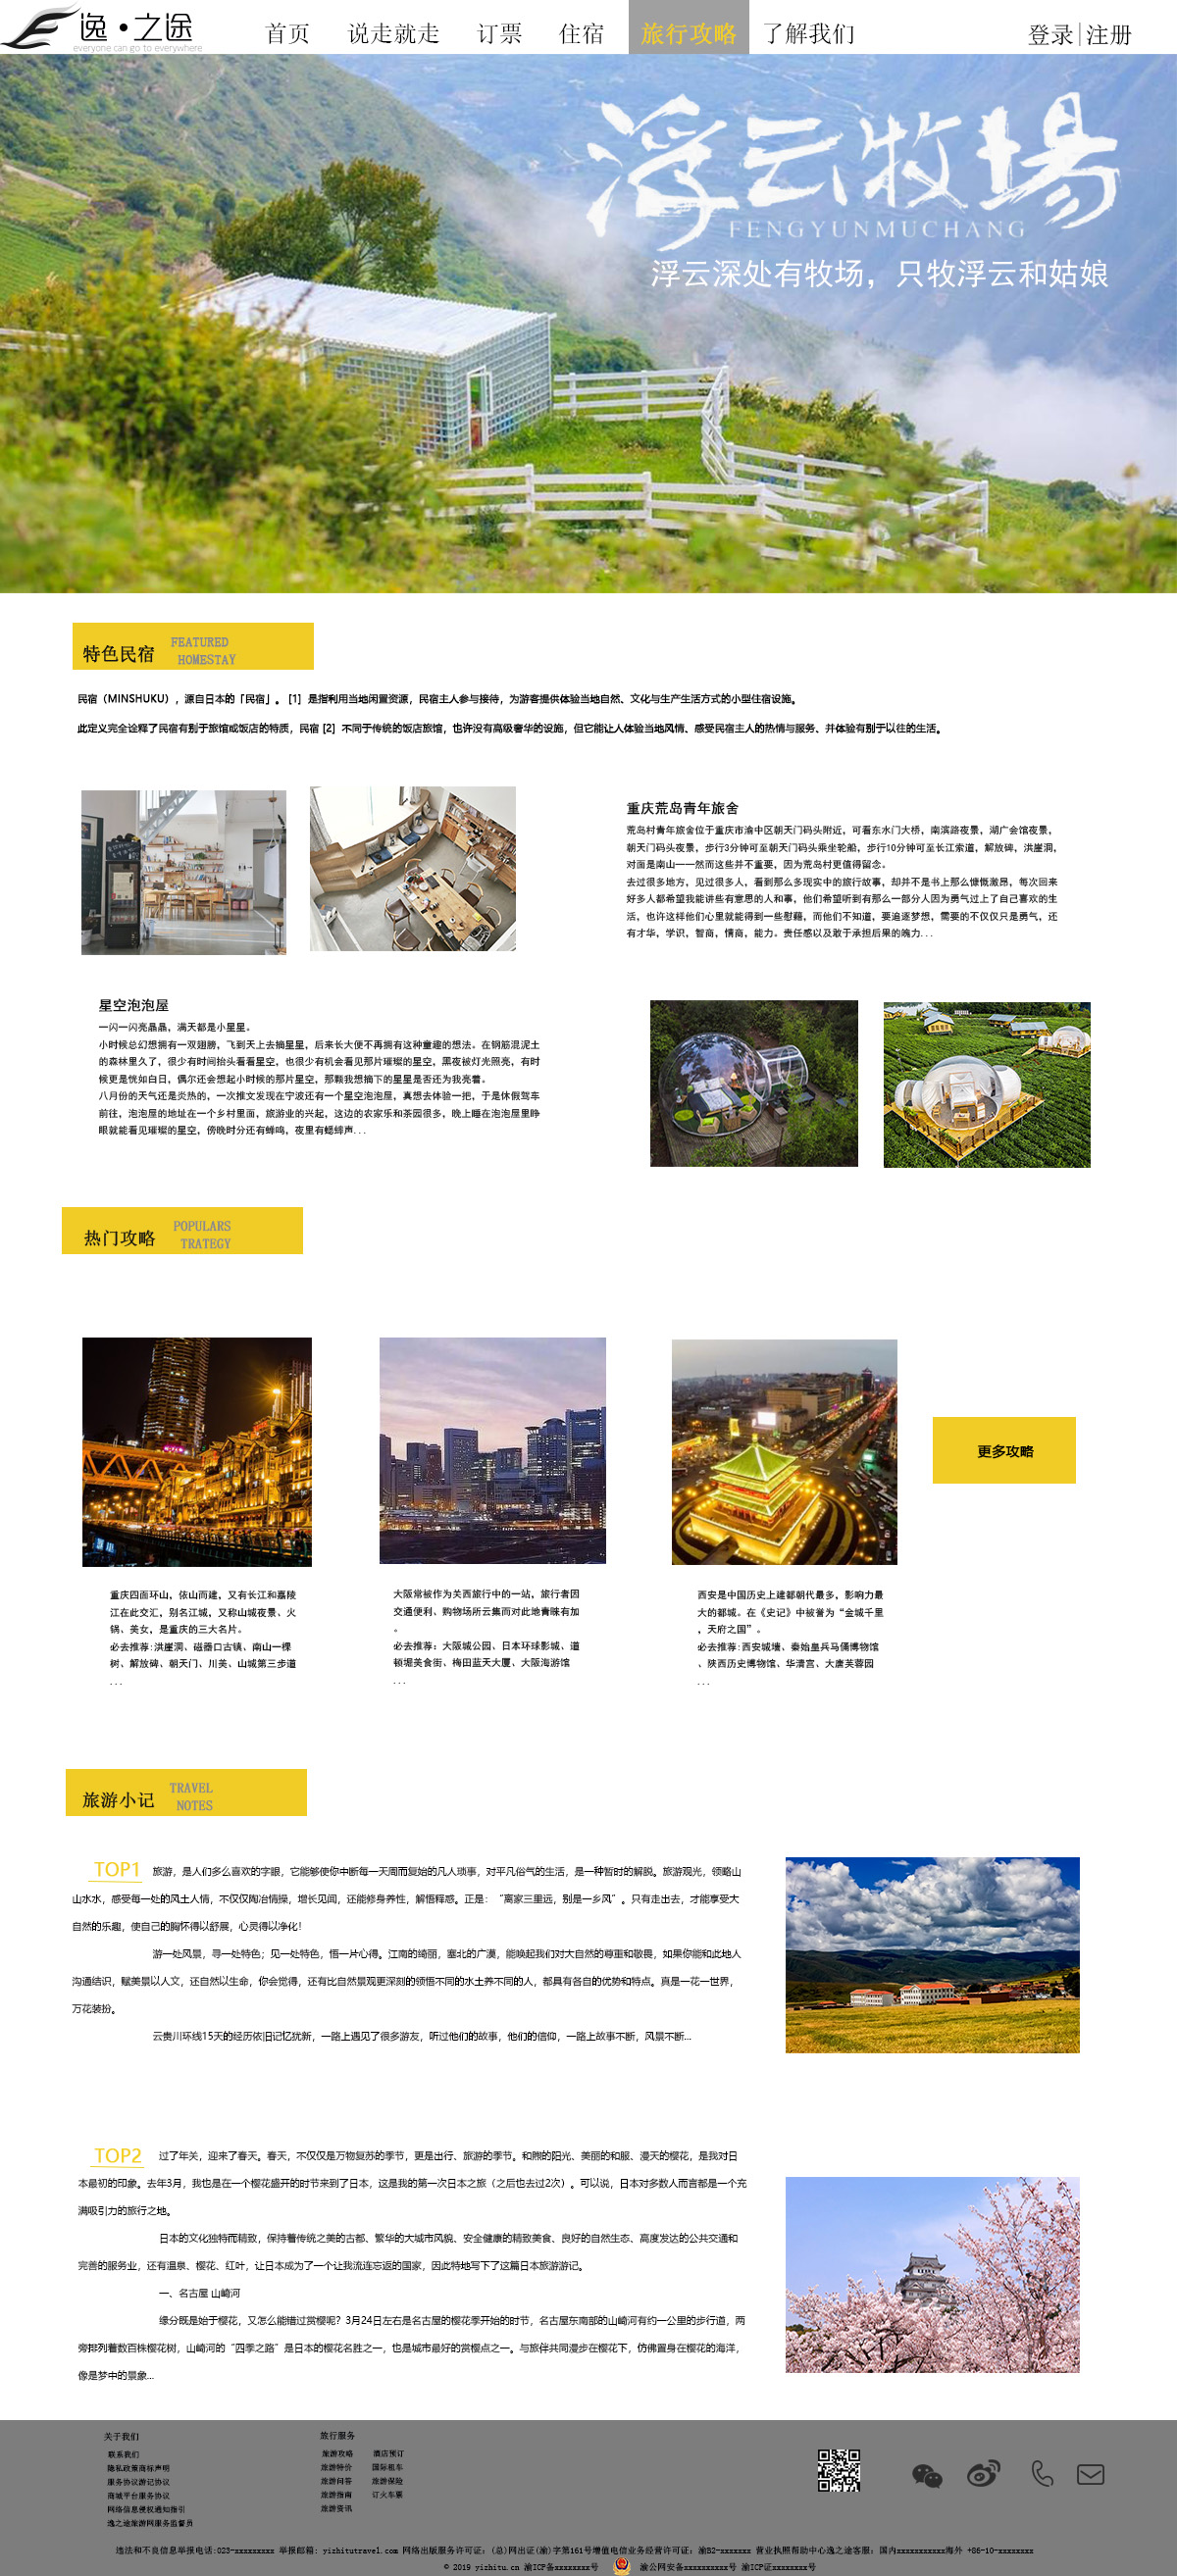 逸·之途
everyone can go to everywhere
首页 说走就走 订票 住宿 旅行攻略 了解我们 登录 注册
浮云牧場
FENGYUNMUCHANG
浮云深处有牧场，只牧浮云和姑娘
特色民宿 FEATURED
HOMESTAY
民宿（MINSHUKU），源自日本的「民宿」。 [1] 是指利用当地闲置资源，民宿主人参与接待，为游客提供体验当地自然、文化与生产生活方式的小型住宿设施。
此定义完全诠释了民宿有别于旅馆或饭店的特质，民宿 [2] 不同于传统的饭店旅馆，也许没有高级奢华的设施，但它能让人体验当地风情、感受民宿主人的热情与服务、并体验有别于以往的生活。
重庆荒岛青年旅舍
荒岛村青年旅舍位于重庆市渝中区朝天门码头附近，可看东水门大桥，南滨路夜景，湖广会馆夜景，
朝天门码头夜景，步行3分钟可至朝天门码头乘坐轮船，步行10分钟可至长江索道，解放碑，洪崖洞，
对面是南山——然而这些并不重要，因为荒岛村更值得留念。
去过很多地方，见过很多人，看到那么多现实中的旅行故事，却并不是书上那么慷慨激昂，每次回来
好多人都希望我能讲些有意思的人和事，他们希望听到有那么一部分人因为勇气过上了自己喜欢的生
活，也许这样他们心里就能得到一些慰藉，而他们不知道，要追逐梦想，需要的不仅仅只是勇气，还
有才华，学识，智商，情商，能力。责任感以及敢于承担后果的魄力...
星空泡泡屋
一闪一闪亮晶晶，满天都是小星星。
小时候总幻想拥有一双翅膀，飞到天上去摘星星，后来长大便不再拥有这种童趣的想法。在钢筋混泥土
的森林里久了，很少有时间抬头看看星空，也很少有机会看见那片璀璨的星空，黑夜被灯光照亮，有时
候更是恍如白日，偶尔还会想起小时候的那片星空，那颗我想摘下的星星是否还为我亮着。
八月份的天气还是炎热的，一次推文发现在宁波还有一个星空泡泡屋，真想去体验一把，于是休假驾车
前往，泡泡屋的地址在一个乡村里面，旅游业的兴起，这边的农家乐和茶园很多，晚上睡在泡泡屋里睁
眼就能看见璀璨的星空，傍晚时分还有蝉鸣，夜里有蟋蟀声...
热门攻略 POPULARS
TRATEGY
更多攻略
重庆四面环山，依山而建，又有长江和嘉陵
江在此交汇，别名江城，又称山城夜景、火
锅、美女，是重庆的三大名片。
必去推荐:洪崖洞、磁器口古镇、南山一棵
树、解放碑、朝天门、川美、山城第三步道
...
大阪常被作为关西旅行中的一站，旅行者因
交通便利、购物场所云集而对此地青睐有加
。
必去推荐：大阪城公园、日本环球影城、道
顿堀美食街、梅田蓝天大厦、大阪海游馆
...
西安是中国历史上建都朝代最多，影响力最
大的都城。在《史记》中被誉为“金城千里
，天府之国”。
必去推荐:西安城墙、秦始皇兵马俑博物馆
、陕西历史博物馆、华清宫、大唐芙蓉园
...
旅游小记 TRAVEL
NOTES
TOP1 旅游，是人们多么喜欢的字眼，它能够使你中断每一天周而复始的凡人琐事，对平凡俗气的生活，是一种暂时的解脱。旅游观光，领略山
山水水，感受每一处的风土人情，不仅仅陶冶情操，增长见闻，还能修身养性，解悟释惑。正是：“离家三里远，别是一乡风”。只有走出去，才能享受大
自然的乐趣，使自己的胸怀得以舒展，心灵得以净化！
游一处风景，寻一处特色；见一处特色，悟一片心得。江南的绮丽，塞北的广漠，能唤起我们对大自然的尊重和敬畏，如果你能和此地人
沟通结识，赋美景以人文，还自然以生命，你会觉得，还有比自然景观更深刻的领悟不同的水土养不同的人，都具有各自的优势和特点。真是一花一世界，
万花装扮。
云贵川环线15天的经历依旧记忆犹新，一路上遇见了很多游友，听过他们的故事，他们的信仰，一路上故事不断，风景不断...
TOP2 过了年关，迎来了春天。春天，不仅仅是万物复苏的季节，更是出行、旅游的季节。和煦的阳光、美丽的和服、漫天的樱花，是我对日
本最初的印象。去年3月，我也是在一个樱花盛开的时节来到了日本，这是我的第一次日本之旅（之后也去过2次）。可以说，日本对多数人而言都是一个充
满吸引力的旅行之地。
日本的文化独特而精致，保持着传统之美的古都、繁华的大城市风貌、安全健康的精致美食、良好的自然生态、高度发达的公共交通和
完善的服务业，还有温泉、樱花、红叶，让日本成为了一个让我流连忘返的国家，因此特地写下了这篇日本旅游游记。
一、名古屋 山崎河
缘分既是始于樱花，又怎么能错过赏樱呢？3月24日左右是名古屋的樱花季开始的时节，名古屋东南部的山崎河有约一公里的步行道，两
旁排列着数百株樱花树，山崎河的“四季之路”是日本的樱花名胜之一，也是城市最好的赏樱点之一。与旅伴共同漫步在樱花下，仿佛置身在樱花的海洋，
像是梦中的景象...
关于我们
联系我们
隐私政策商标声明
服务协议游记协议
商城平台服务协议
网络信息侵权通知指引
逸之途旅游网服务监督员
旅行服务
旅游攻略 酒店预订
旅游特价 国际租车
旅游问答 旅游保险
旅游指南 订火车票
旅游资讯
违法和不良信息举报电话:023-xxxxxxxxx 举报邮箱: yizhitutravel.com 网络出版服务许可证：(总)网出证(渝)字第161号增值电信业务经营许可证：渝B2-xxxxxxx 营业执照帮助中心逸之途客服：国内xxxxxxxxxxx海外 +86-10-xxxxxxxx
© 2019 yizhitu.cn 渝ICP备xxxxxxxx号 渝公网安备xxxxxxxxxx号 渝ICP证xxxxxxxx号